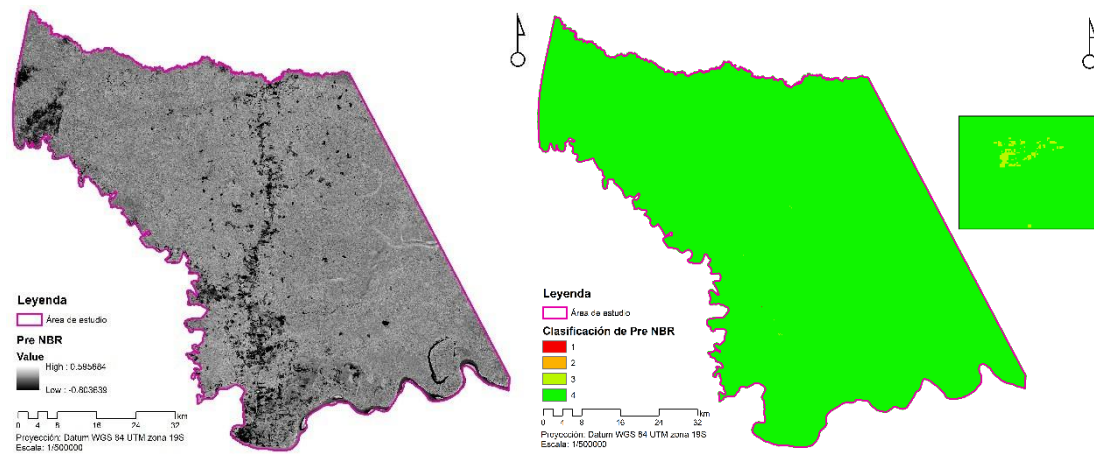 Leyenda
Área de estudio
Pre NBR
Value
High : 0.595684
Low : -0.803639
0 4 8 16 24 32
km
Proyección: Datum WGS 84 UTM zona 19S
Escala: 1/500000
Leyenda
Área de estudio
Clasificación de Pre NBR
1
2
3
4
0 4 8 16 24 32
km
Proyección: Datum WGS 84 UTM zona 19S
Escala: 1/500000